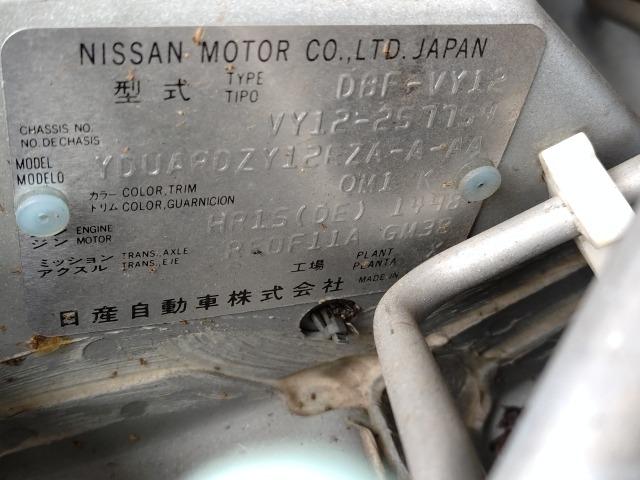 NISSAN MOTOR CO.,LTD. JAPAN
型式 TYPE TIPO DBF-VY12
CHASSIS NO. NO. DE CHASIS VY12-257754
MODEL MODELO
カラー COLOR, TRIM トリム COLOR, GUARNICION QM1 K
ENGINE ジン MOTOR HR15(DE) 1498
ミッション TRANS., AXLE アクスル TRANS., EJE GM38
工場 PLANT PLANTA
日産自動車株式会社 MADE IN